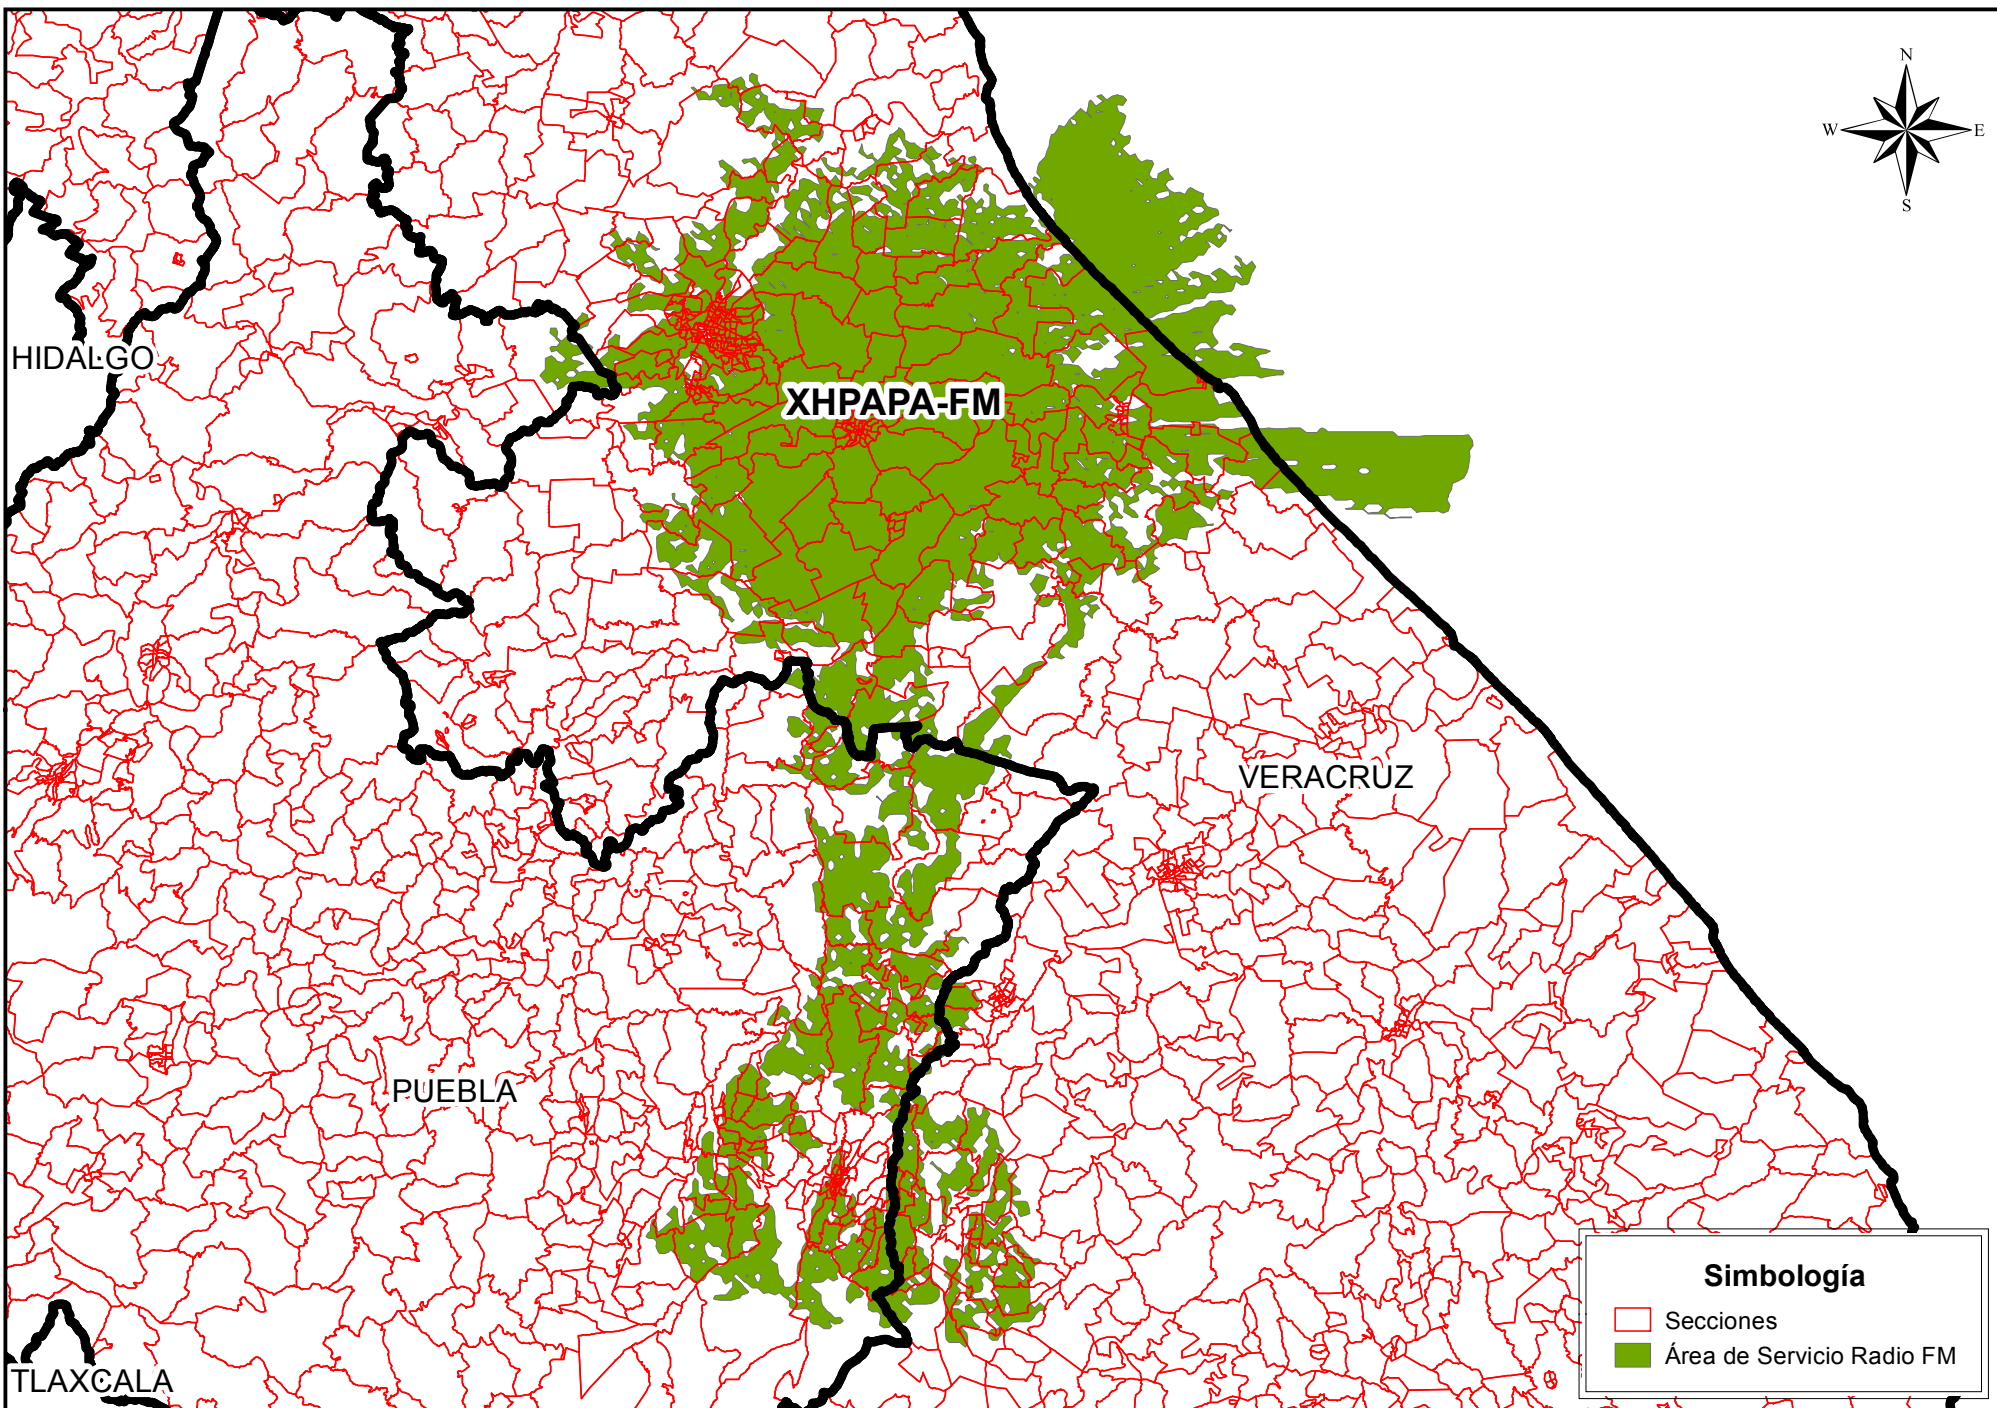 N
W E
S
HIDALGO
XHPAPA-FM
VERACRUZ
PUEBLA
TLAXCALA
Simbología
Secciones
Área de Servicio Radio FM